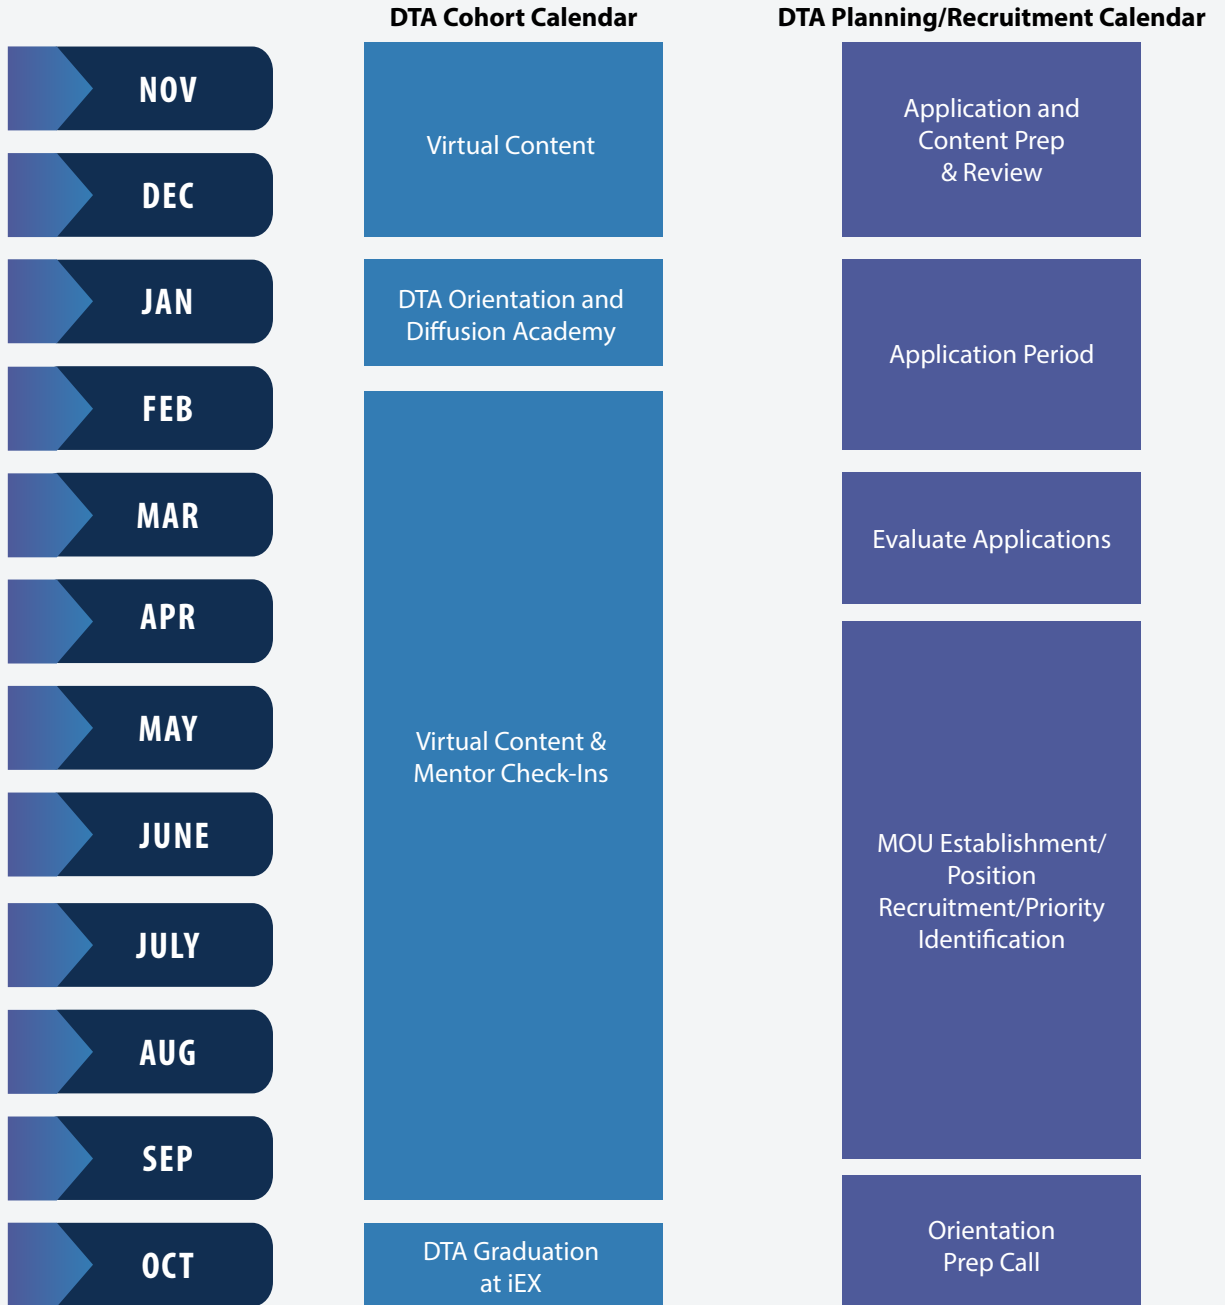 DTA Cohort Calendar
DTA Planning/Recruitment Calendar
NOV
DEC
JAN
FEB
MAR
APR
MAY
JUNE
JULY
AUG
SEP
OCT
Virtual Content
DTA Orientation and
Diffusion Academy
Virtual Content &
Mentor Check-Ins
DTA Graduation
at iEX
Application and
Content Prep
& Review
Application Period
Evaluate Applications
MOU Establishment/
Position
Recruitment/Priority
Identification
Orientation
Prep Call